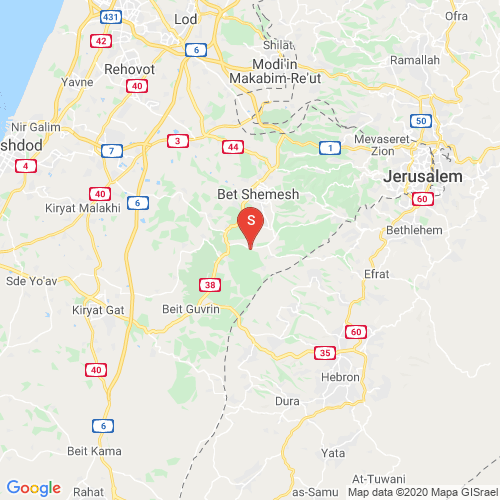 431
Lod
Ofra
42
6
Shilat
Ramallah
Yavne
Rehovot
Modi'in
Makabim-Re'ut
40
Nir Galim
50
3
44
1
Mevaseret
Zion
shdod
7
4
Jerusalem
40
Bet Shemesh
60
Kiryat Malakhi
6
S
Bethlehem
Sde Yo'av
38
Efrat
Kiryat Gat
Beit Guvrin
60
35
40
Hebron
Dura
6
Beit Kama
Yata
At-Tuwani
Google
Rahat
as-Samu
Map data ©2020 Mapa GISrael